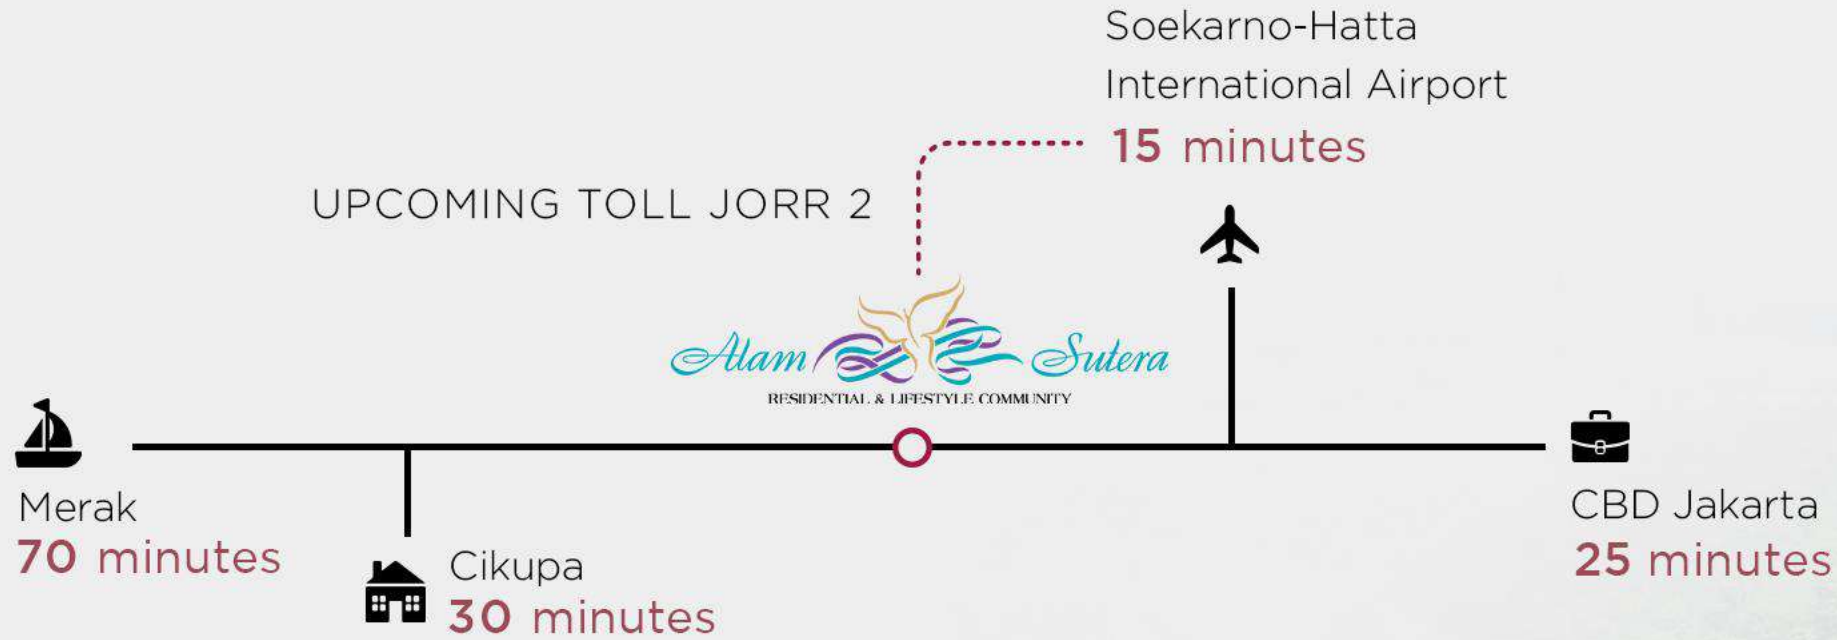 Soekarno-Hatta
International Airport
15 minutes
UPCOMING TOLL JORR 2
Alam Sutera
RESIDENTIAL & LIFESTYLE COMMUNITY
Merak
70 minutes
Cikupa
30 minutes
CBD Jakarta
25 minutes